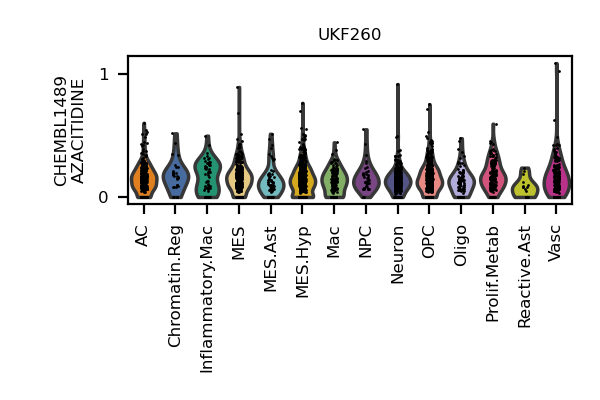 UKF260
CHEMBL1489
AZACITIDINE
1
0
AC
Chromatin.Reg
Inflammatory.Mac
MES
MES.Ast
MES.Hyp
Mac
NPC
Neuron
OPC
Oligo
Prolif.Metab
Reactive.Ast
Vasc